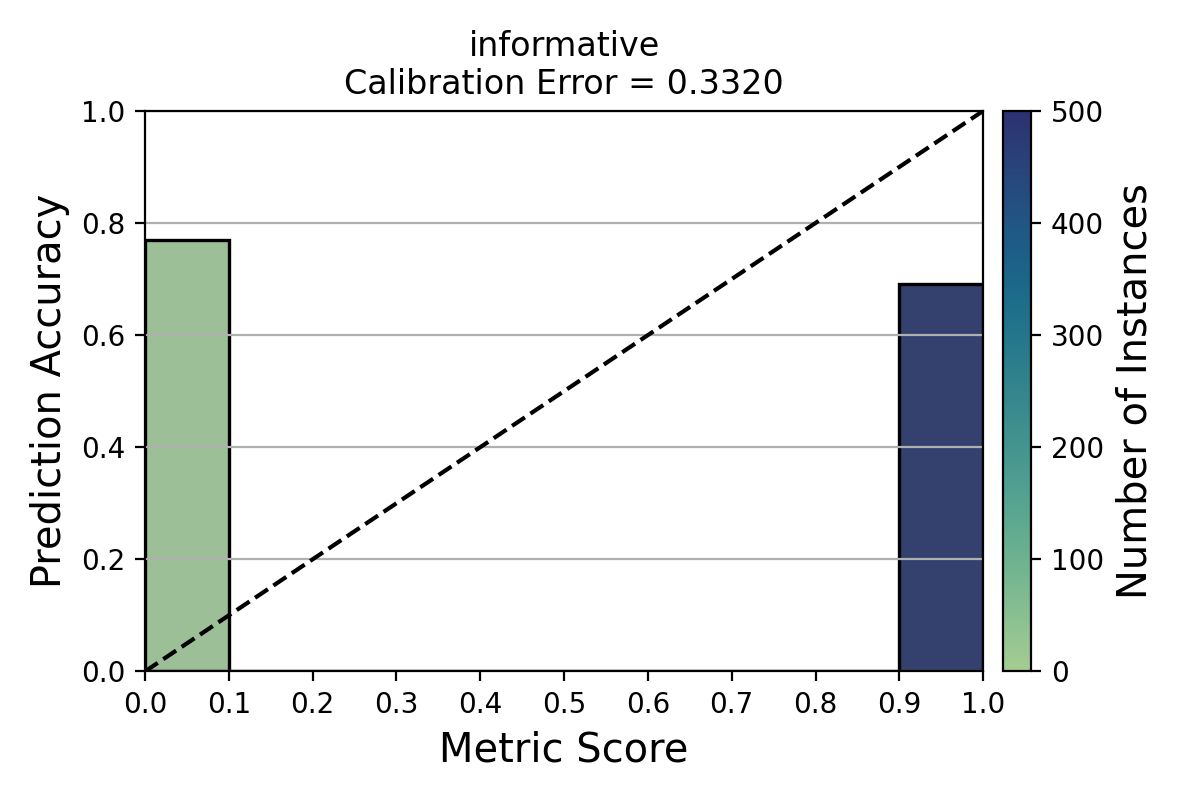 informative
Calibration Error = 0.3320
Prediction Accuracy
1.0
0.8
0.6
0.4
0.2
0.0
0.0 0.1 0.2 0.3 0.4 0.5 0.6 0.7 0.8 0.9 1.0
Metric Score
500
400
300
200
100
0
Number of Instances